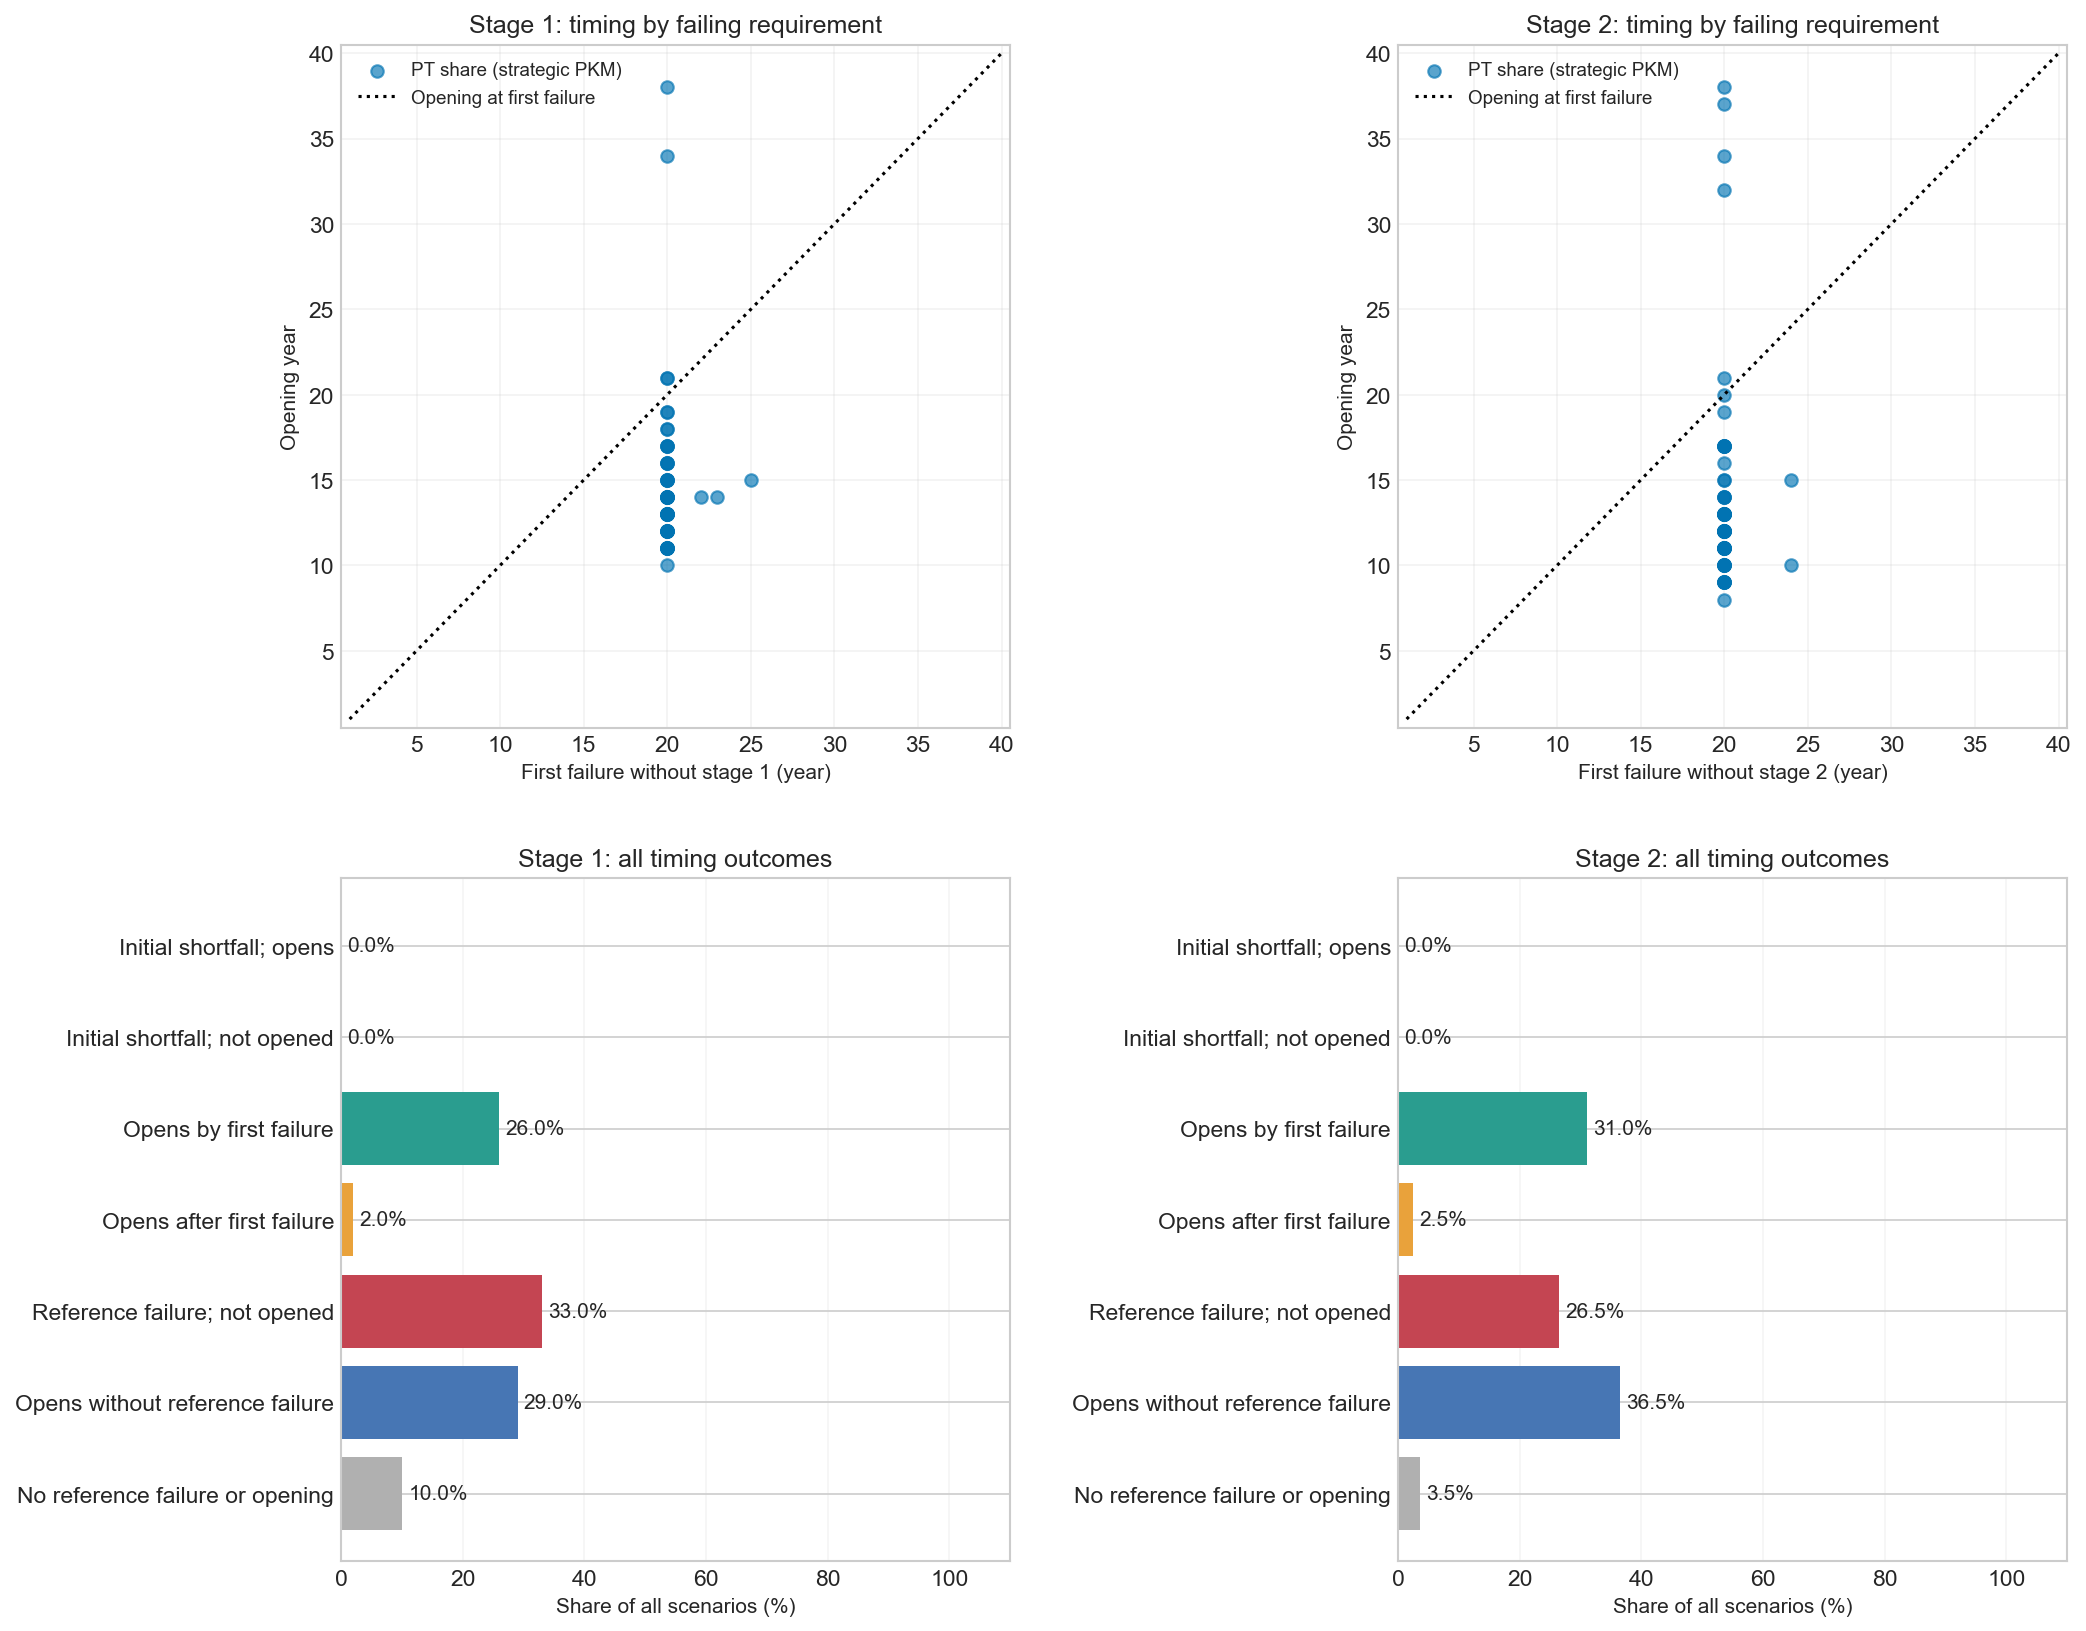 Stage 1: timing by failing requirement
PT share (strategic PKM)
Opening at first failure
Opening year
40
35
30
25
20
15
10
5
5 10 15 20 25 30 35 40
First failure without stage 1 (year)
Stage 2: timing by failing requirement
PT share (strategic PKM)
Opening at first failure
Opening year
40
35
30
25
20
15
10
5
5 10 15 20 25 30 35 40
First failure without stage 2 (year)
Stage 1: all timing outcomes
Initial shortfall; opens 0.0%
Initial shortfall; not opened 0.0%
Opens by first failure 26.0%
Opens after first failure 2.0%
Reference failure; not opened 33.0%
Opens without reference failure 29.0%
No reference failure or opening 10.0%
0 20 40 60 80 100
Share of all scenarios (%)
Stage 2: all timing outcomes
Initial shortfall; opens 0.0%
Initial shortfall; not opened 0.0%
Opens by first failure 31.0%
Opens after first failure 2.5%
Reference failure; not opened 26.5%
Opens without reference failure 36.5%
No reference failure or opening 3.5%
0 20 40 60 80 100
Share of all scenarios (%)